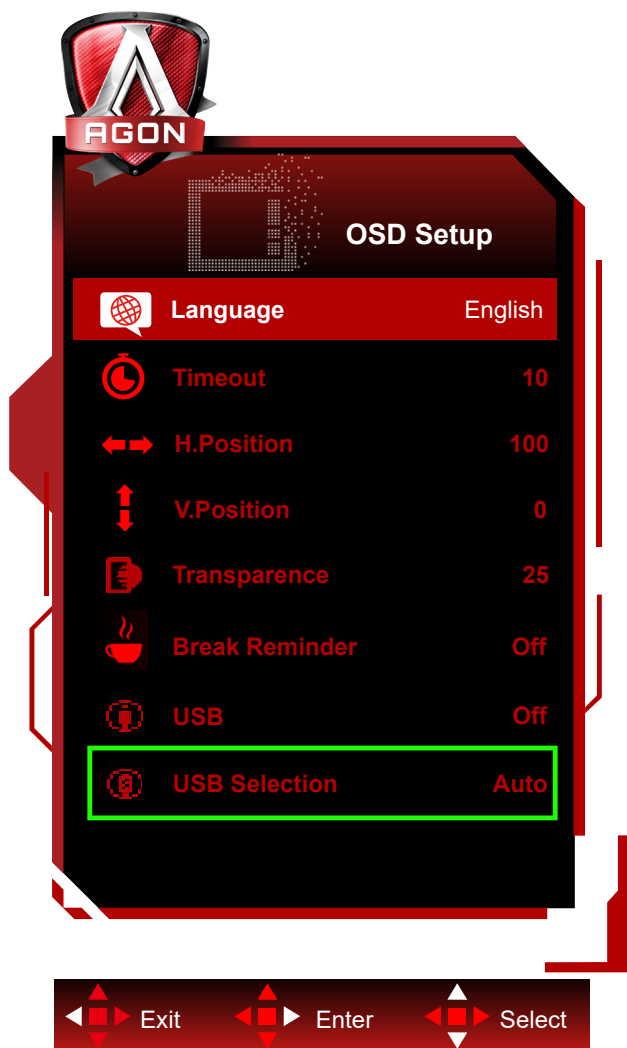 AGON
OSD Setup
Language English
Timeout 10
H.Position 100
V.Position 0
Transparence 25
Break Reminder Off
USB Off
USB Selection Auto
Exit Enter Select